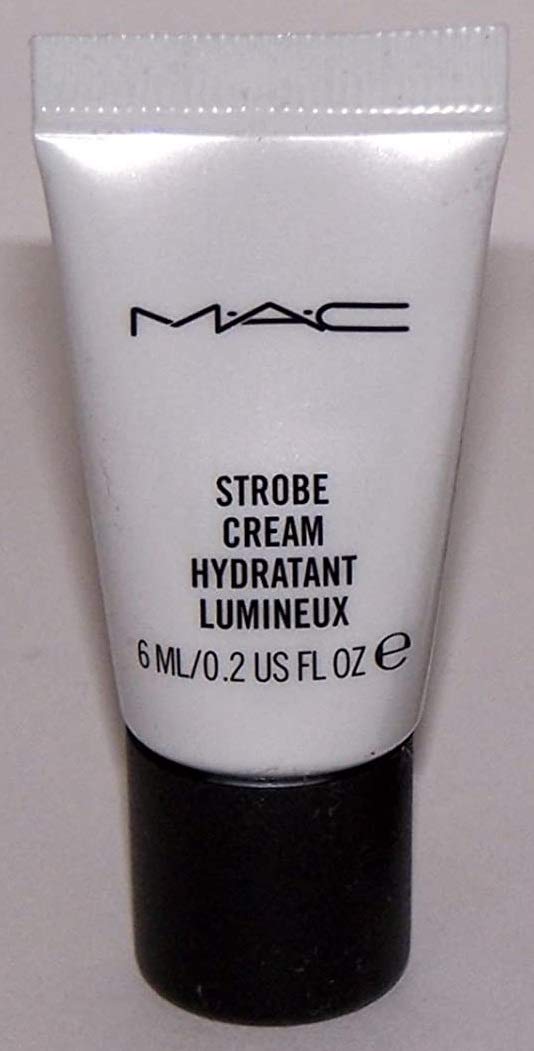 M·A·C
STROBE
CREAM
HYDRATANT
LUMINEUX
6 ML/0.2 US FL OZ ℮